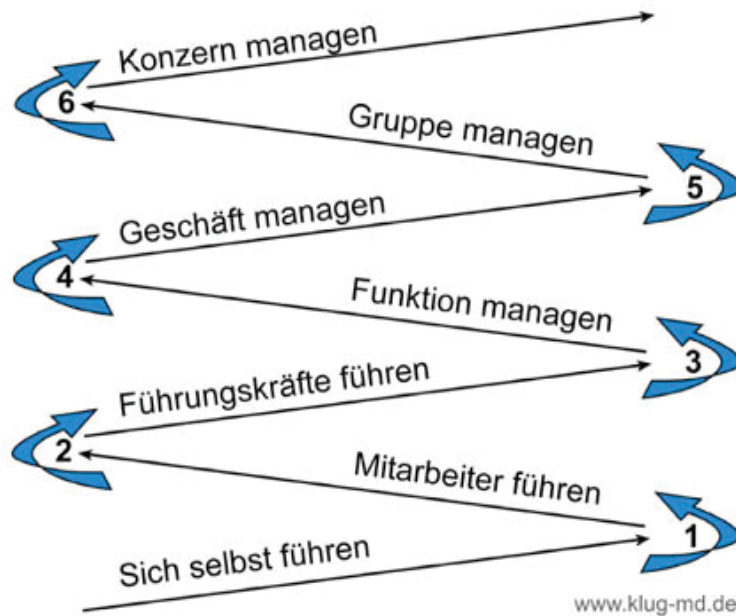 Konzern managen
6
Gruppe managen
5
Geschäft managen
4
Funktion managen
3
Führungskräfte führen
2
Mitarbeiter führen
1
Sich selbst führen
www.klug-md.de